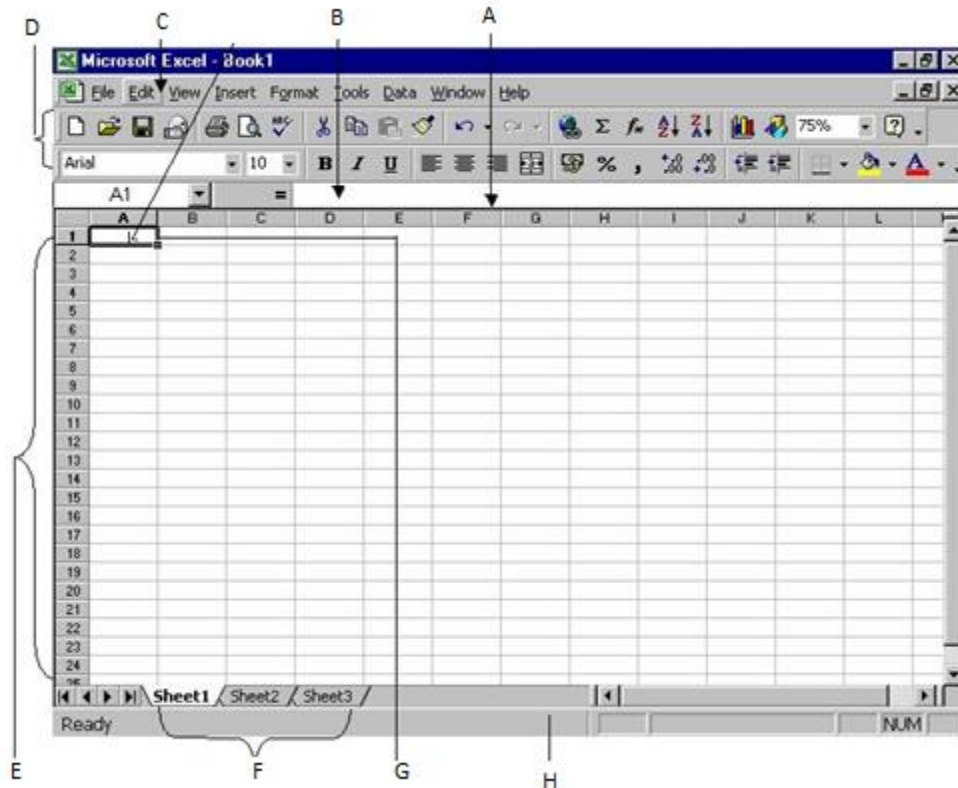 D C B A
Microsoft Excel - Book1
File Edit View Insert Format Tools Data Window Help
ABC Σ f A Z Z A 75% ?
Arial 10 B I U % , A
A1 =
A B C D E F G H I J K L
1
2
3
4
5
6
7
8
9
10
11
12
13
14
15
16
17
18
19
20
21
22
23
24
Sheet1 Sheet2 Sheet3
Ready NUM
E F G H